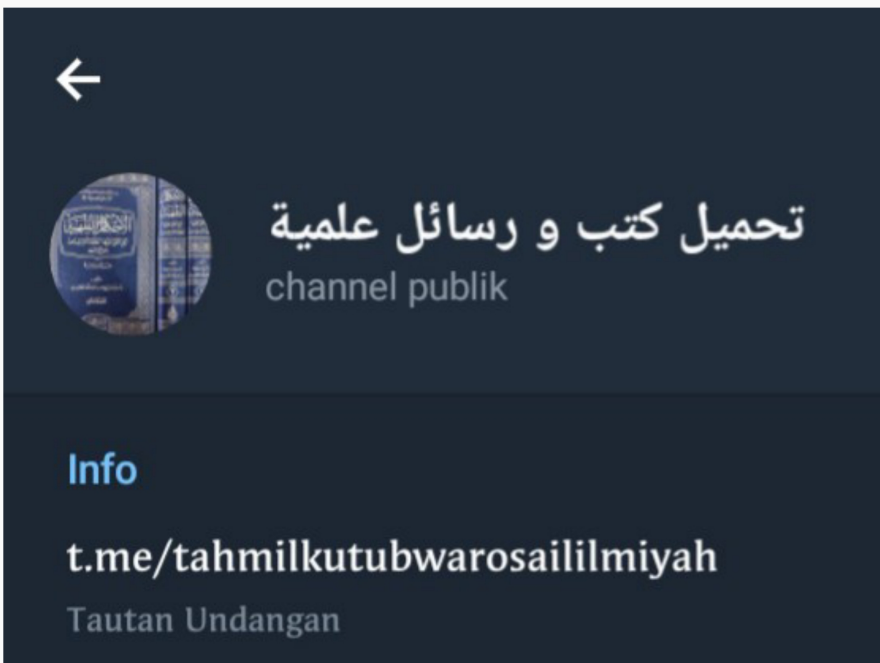 تحميل كتب و رسائل علمية
channel publik
Info
t.me/tahmilkutubwarosaililmiyah
Tautan Undangan